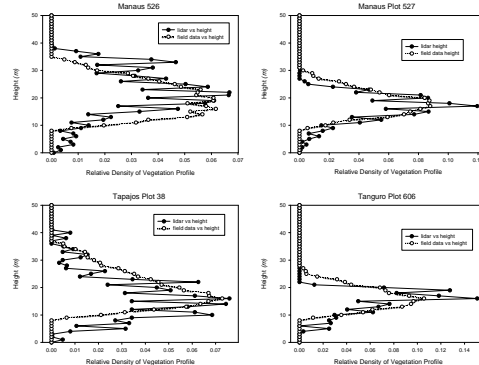 Manaus 526
lidar vs height
field data vs height
Height (m)
60
50
40
30
20
10
0
0.00 0.01 0.02 0.03 0.04 0.05 0.06 0.07
Relative Density of Vegetation Profile
Manaus Plot 527
lidar vs height
field data height
Height (m)
60
50
40
30
20
10
0
0.00 0.02 0.04 0.06 0.08 0.10 0.12
Relative Density of Vegetation Profile
Tapajos Plot 38
lidar vs height
field data vs height
Height (m)
60
50
40
30
20
10
0
0.00 0.01 0.02 0.03 0.04 0.05 0.06 0.07
Relative Density of Vegetation Profile
Tanguro Plot 606
lidar vs height
field data vs height
Height (m)
60
50
40
30
20
10
0
0.00 0.02 0.04 0.06 0.08 0.10 0.12 0.14
Relative Density of Vegetation Profile